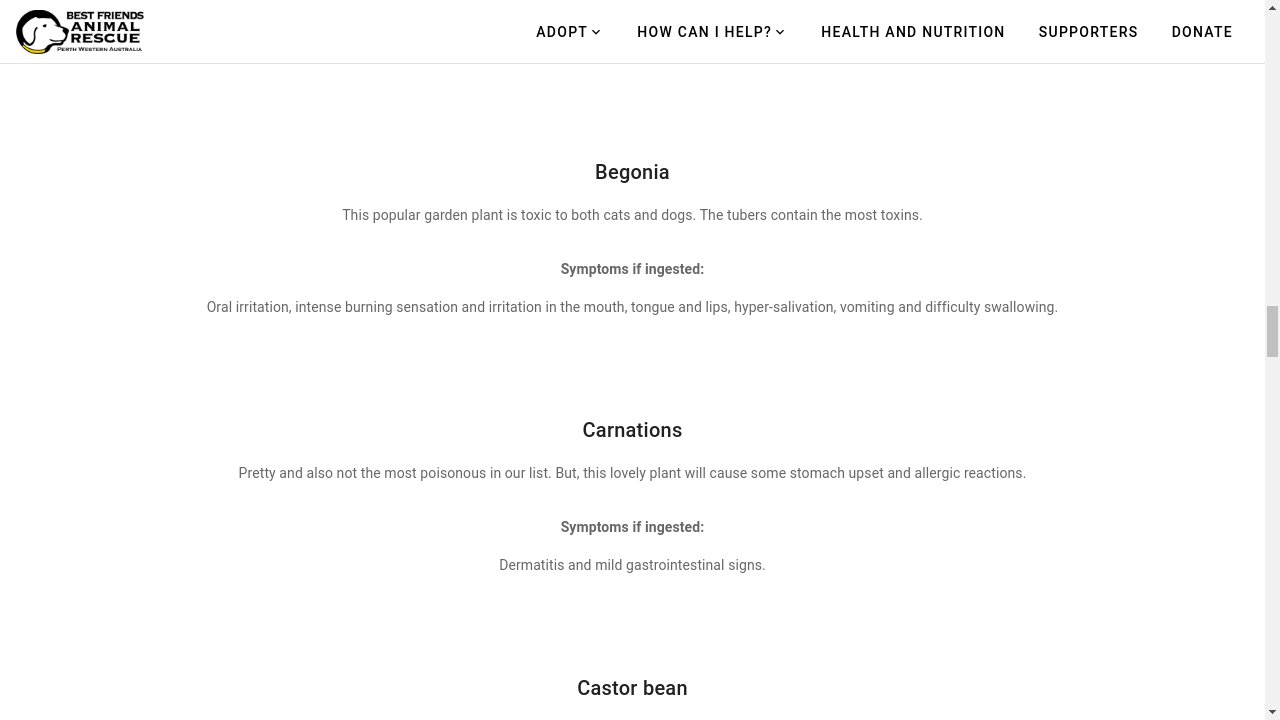 BEST FRIENDS
ANIMAL
RESCUE
PERTH WESTERN AUSTRALIA
ADOPT
HOW CAN I HELP?
HEALTH AND NUTRITION
SUPPORTERS
DONATE
Begonia
This popular garden plant is toxic to both cats and dogs. The tubers contain the most toxins.
Symptoms if ingested:
Oral irritation, intense burning sensation and irritation in the mouth, tongue and lips, hyper-salivation, vomiting and difficulty swallowing.
Carnations
Pretty and also not the most poisonous in our list. But, this lovely plant will cause some stomach upset and allergic reactions.
Symptoms if ingested:
Dermatitis and mild gastrointestinal signs.
Castor bean